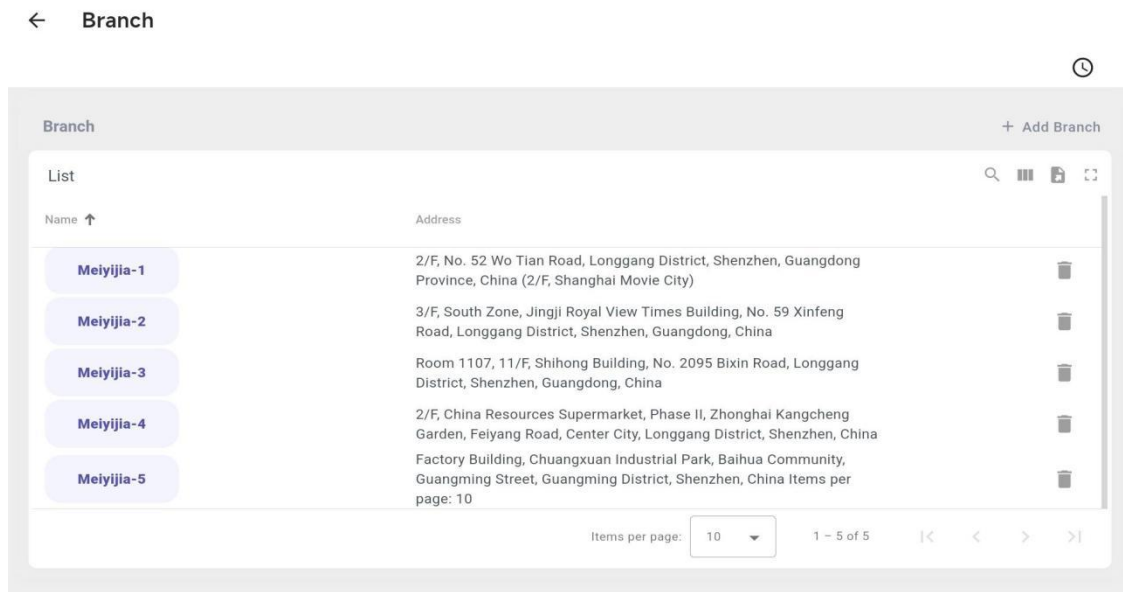 Branch
Branch
+ Add Branch
List
Name
Address
Meiyijia-1
2/F, No. 52 Wo Tian Road, Longgang District, Shenzhen, Guangdong
Province, China (2/F, Shanghai Movie City)
Meiyijia-2
3/F, South Zone, Jingji Royal View Times Building, No. 59 Xinfeng
Road, Longgang District, Shenzhen, Guangdong, China
Meiyijia-3
Room 1107, 11/F, Shihong Building, No. 2095 Bixin Road, Longgang
District, Shenzhen, Guangdong, China
Meiyijia-4
2/F, China Resources Supermarket, Phase II, Zhonghai Kangcheng
Garden, Feiyang Road, Center City, Longgang District, Shenzhen, China
Meiyijia-5
Factory Building, Chuangxuan Industrial Park, Baihua Community,
Guangming Street, Guangming District, Shenzhen, China Items per
page: 10
Items per page: 10 1 – 5 of 5